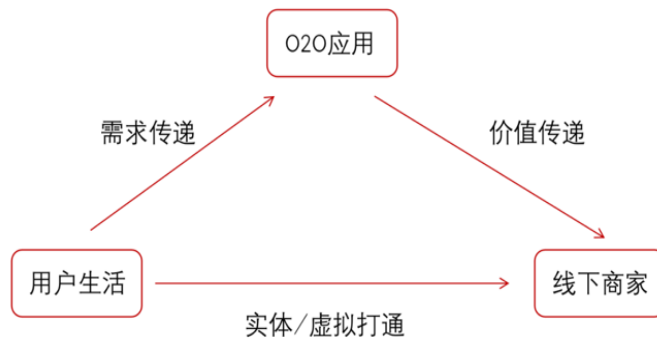 O2O应用
需求传递
价值传递
用户生活
线下商家
实体/虚拟打通